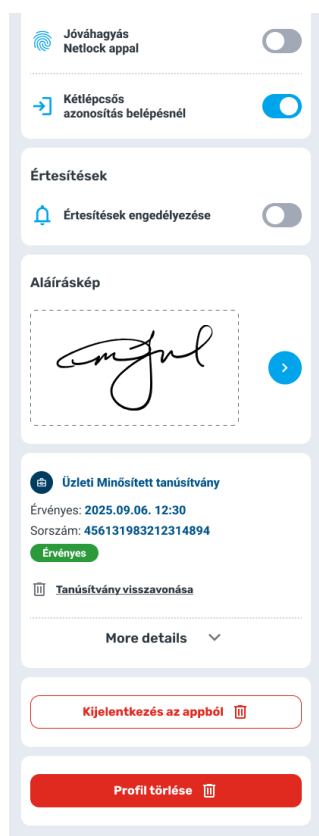 Jóváhagyás
Netlock appal
Kétlépcsős
azonosítás belépésnél
Értesítések
Értesítések engedélyezése
Aláíráskép
Üzleti Minősített tanúsítvány
Érvényes: 2025.09.06. 12:30
Sorszám: 456131983212314894
Érvényes
Tanúsítvány visszavonása
More details
Kijelentkezés az appból
Profil törlése